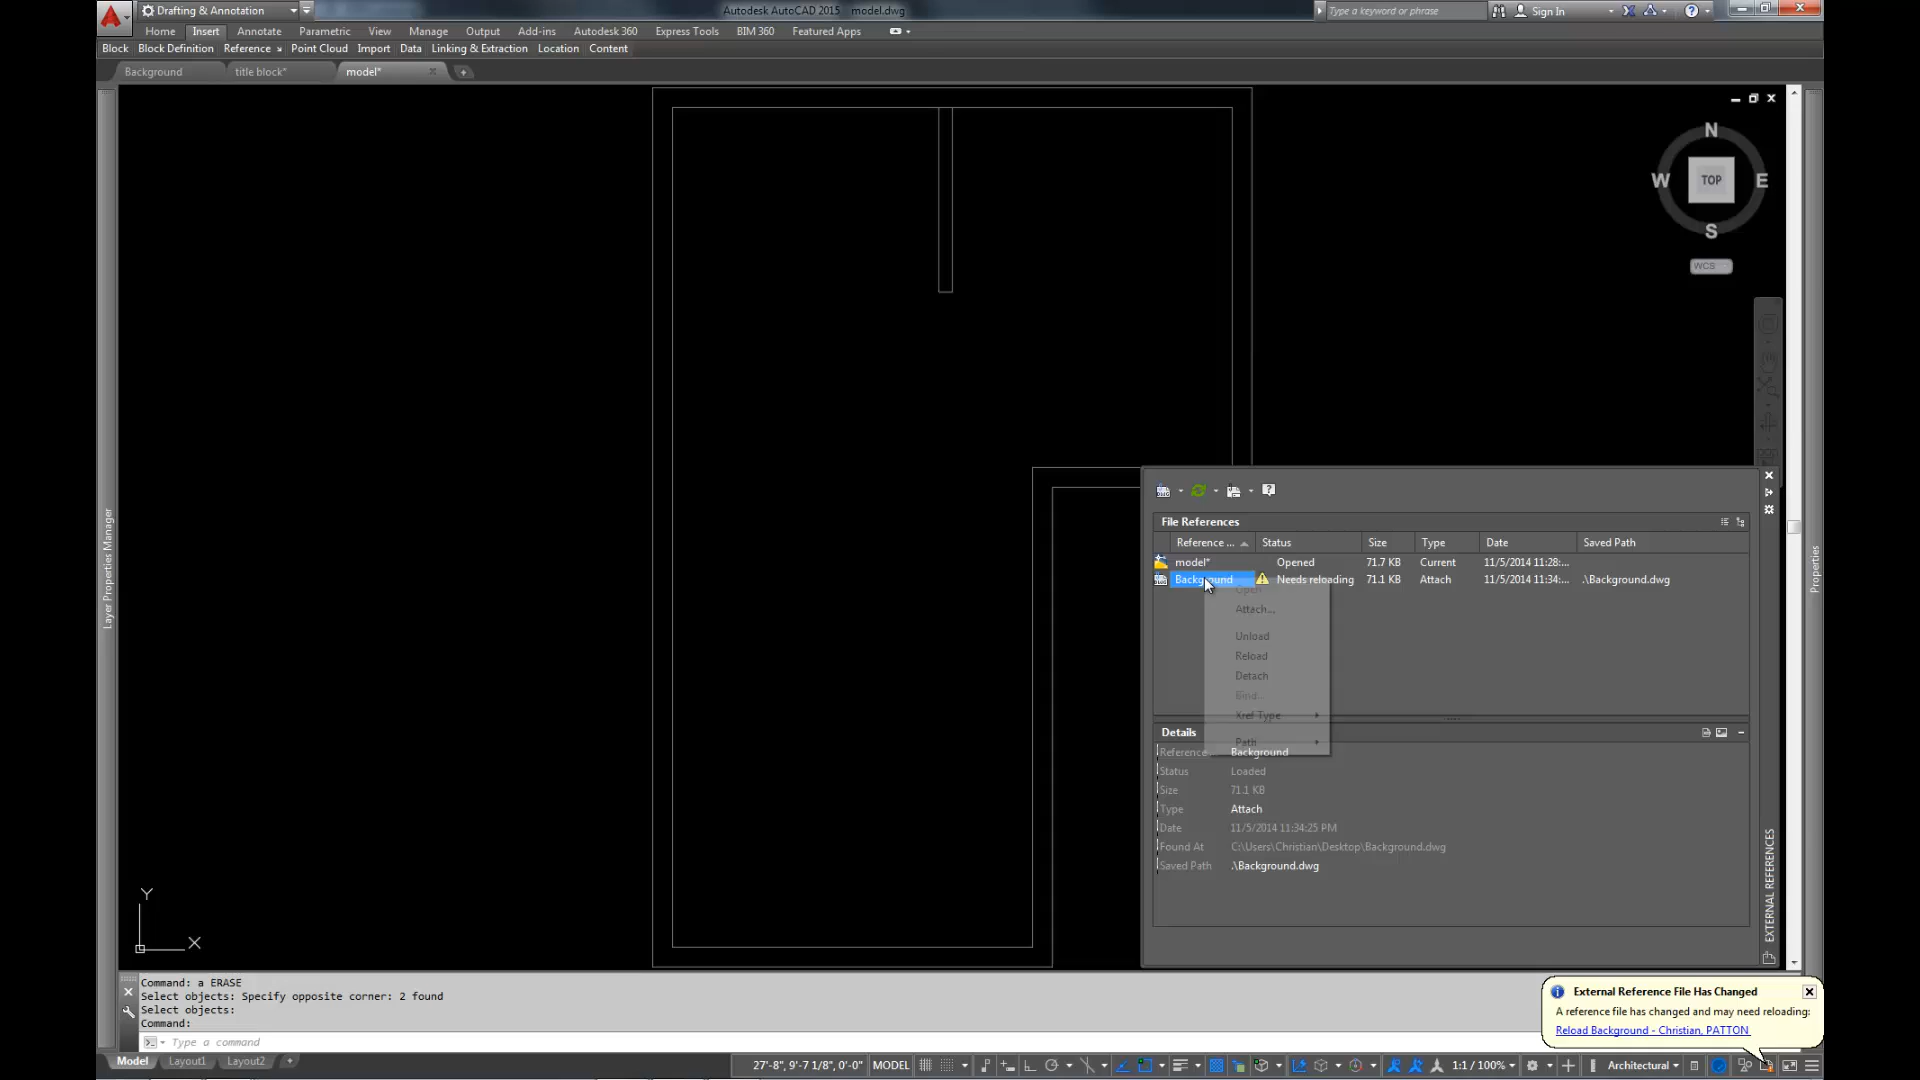 Drafting & Annotation
Autodesk AutoCAD 2015 model.dwg
Type a keyword or phrase
Sign In
Home Insert Annotate Parametric View Manage Output Add-ins Autodesk 360 Express Tools BIM 360 Featured Apps
Block Block Definition Reference Point Cloud Import Data Linking & Extraction Location Content
Background title block* model*
N
W TOP E
S
WCS
Layer Properties Manager
Properties
File References
Reference ... Status Size Type Date Saved Path
model* Opened 71.7 KB Current 11/5/2014 11:28:...
Background Needs reloading 71.1 KB Attach 11/5/2014 11:34:... .\Background.dwg
Open
Attach...
Unload
Reload
Detach
Bind...
Xref Type
Path
Details
Reference Background
Status Loaded
Size 71.1 KB
Type Attach
Date 11/5/2014 11:34:25 PM
Found At C:\Users\Christian\Desktop\Background.dwg
Saved Path .\Background.dwg
EXTERNAL REFERENCES
Y
X
Command: a ERASE
Select objects: Specify opposite corner: 2 found
Select objects:
Command:
Type a command
External Reference File Has Changed
A reference file has changed and may need reloading:
Reload Background - Christian, PATTON
Model Layout1 Layout2 +
27'-8", 9'-7 1/8", 0'-0" MODEL 1:1 / 100% Architectural